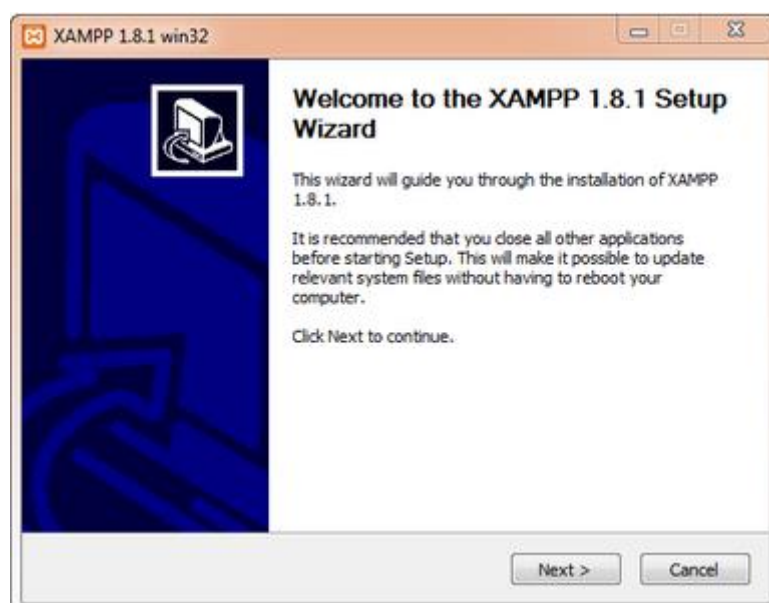 XAMPP 1.8.1 win32
Welcome to the XAMPP 1.8.1 Setup
Wizard
This wizard will guide you through the installation of XAMPP
1.8.1.
It is recommended that you close all other applications
before starting Setup. This will make it possible to update
relevant system files without having to reboot your
computer.
Click Next to continue.
Next >
Cancel